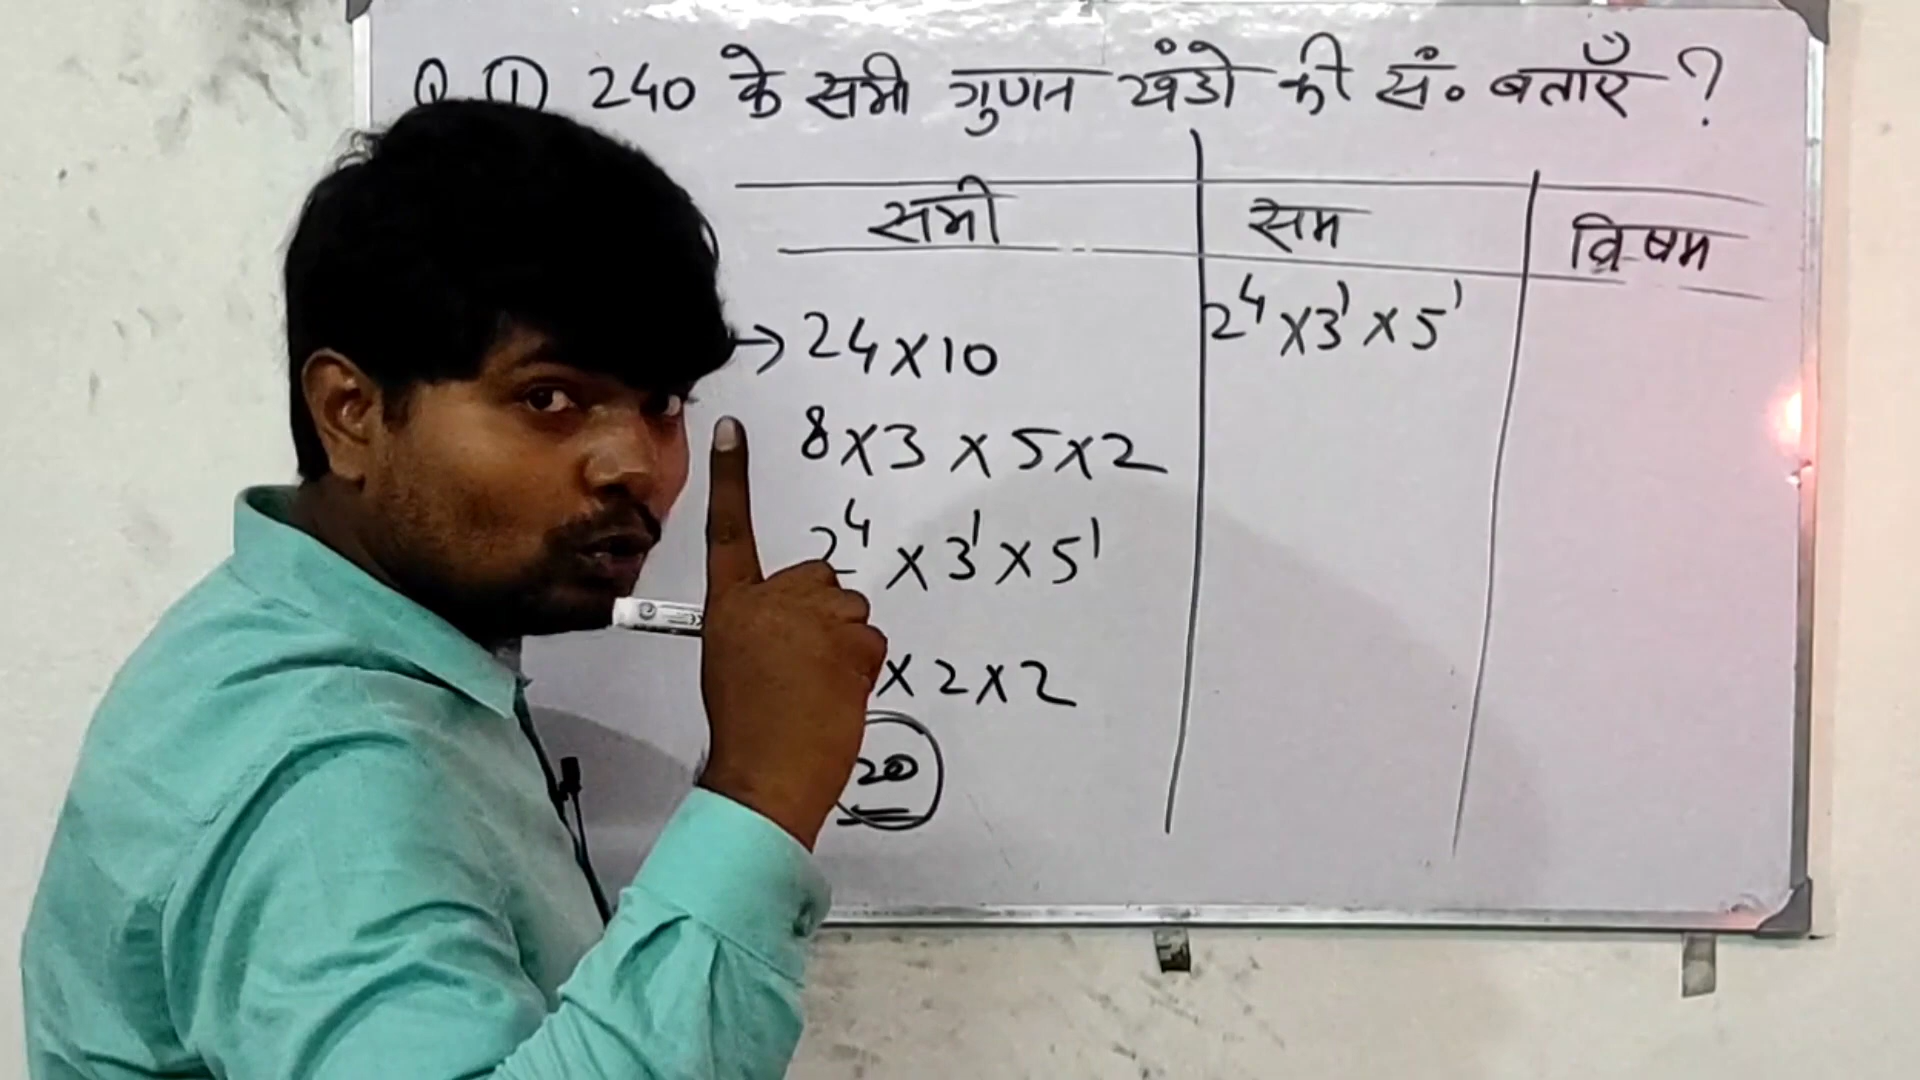 Q ① 240 के सभी गुणन खंडो की सं० बताएँ ?
सभी सम विषम
→ 24 × 10
8 × 3 × 5 × 2
2⁴ × 3¹ × 5¹
× 2 × 2
20
2⁴ × 3¹ × 5¹